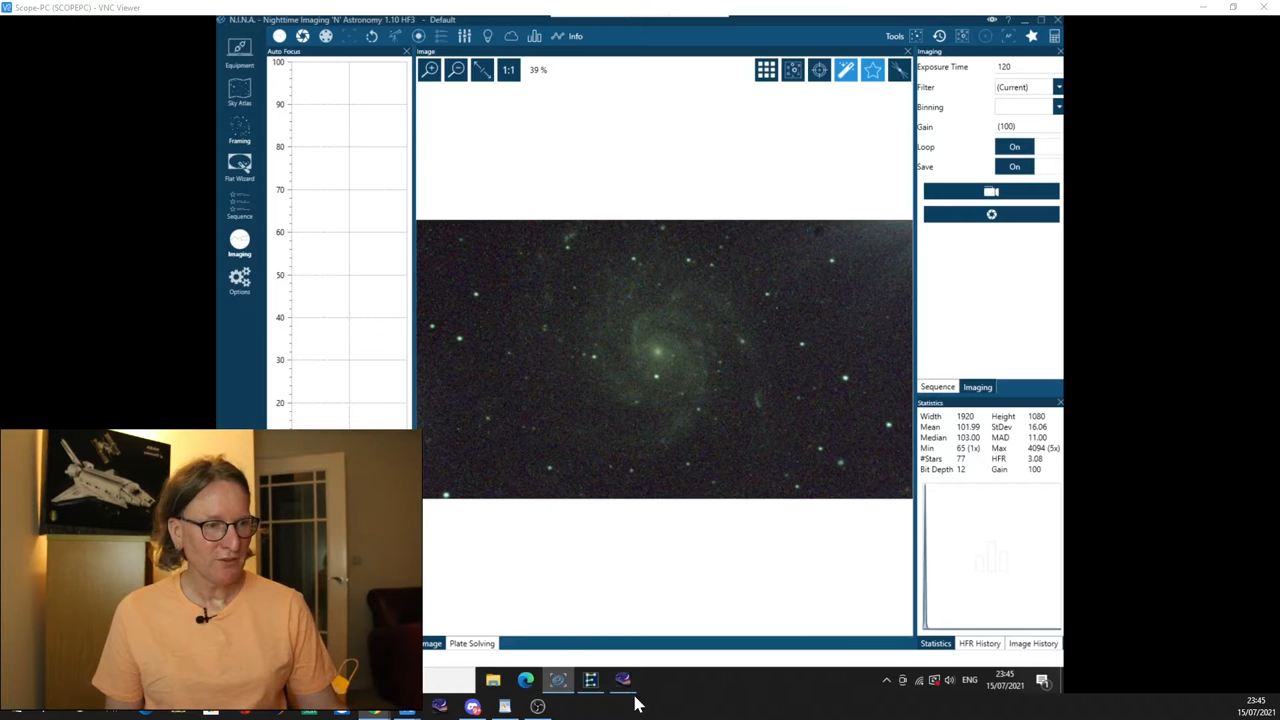 Scope-PC (SCOPEPC) - VNC Viewer
N.I.N.A. - Nighttime Imaging 'N' Astronomy 1.10 HF3 - Default
Info
Tools
Equipment
Sky Atlas
Framing
Flat Wizard
Sequence
Imaging
Options
Auto Focus
100
90
80
70
60
50
40
30
20
Image
1:1
39 %
Imaging
Exposure Time 120
Filter (Current)
Binning
Gain (100)
Loop On
Save On
Sequence Imaging
Statistics
Width 1920 Height 1080
Mean 101.99 StDev 16.06
Median 103.00 MAD 11.00
Min 65 (1x) Max 4094 (5x)
#Stars 77 HFR 3.08
Bit Depth 12 Gain 100
Plate Solving
Statistics HFR History Image History
ENG
23:45
15/07/2021
1
23:45
15/07/2021